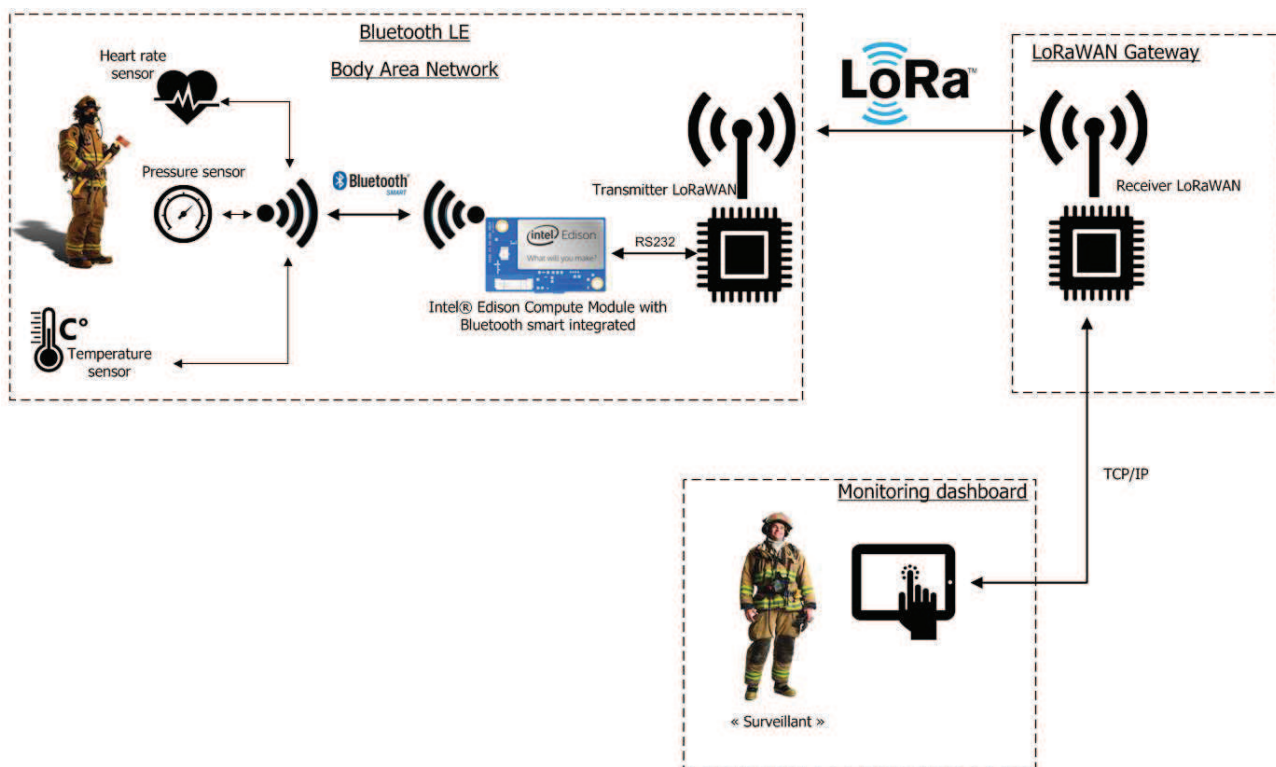 Bluetooth LE
Body Area Network
Heart rate
sensor
Pressure sensor
C°
Temperature
sensor
Bluetooth®
SMART
intel® Edison
What will you make?
Intel® Edison Compute Module with
Bluetooth smart integrated
RS232
Transmitter LoRaWAN
LoRa™
LoRaWAN Gateway
Receiver LoRaWAN
TCP/IP
Monitoring dashboard
« Surveillant »